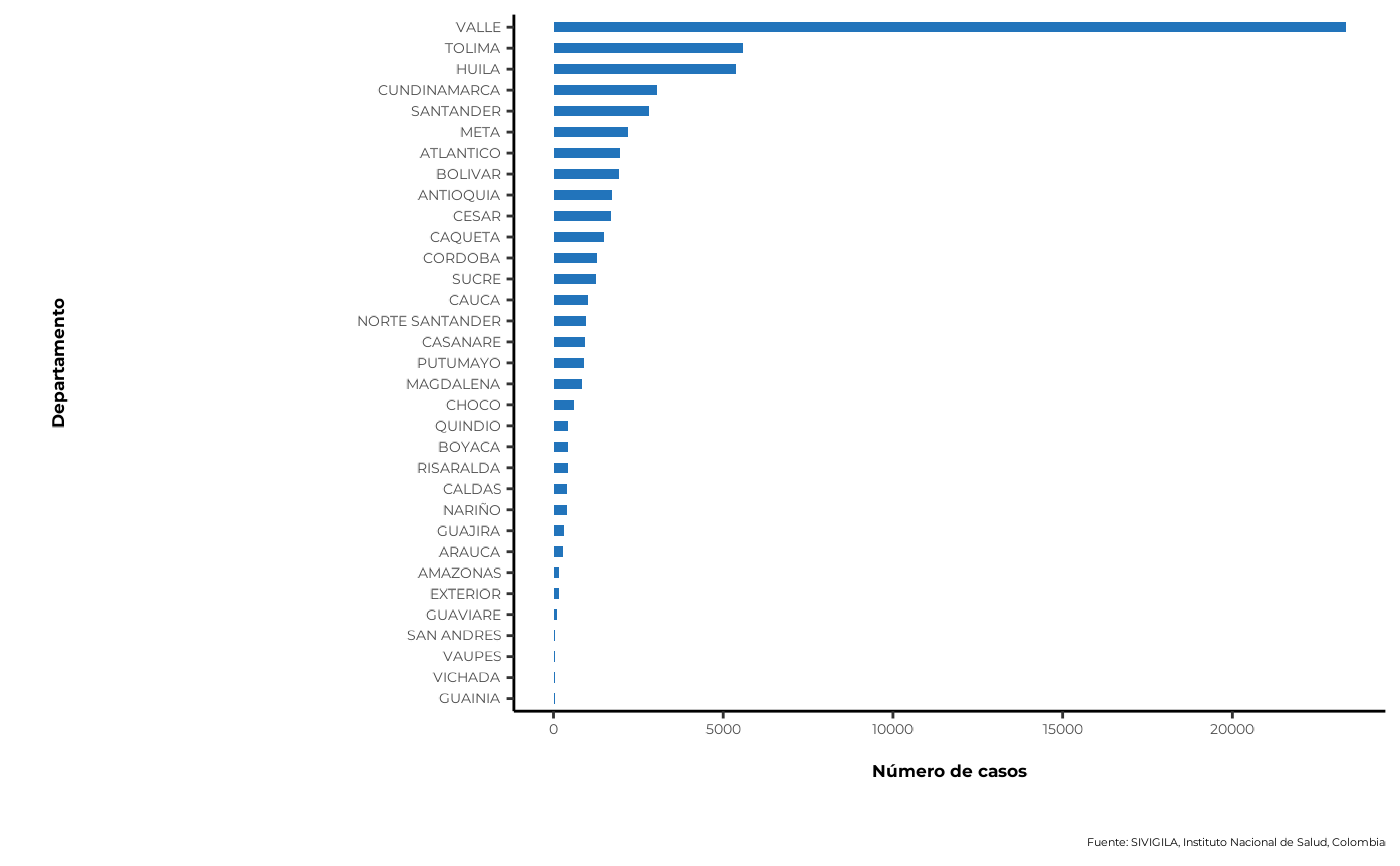 VALLE
TOLIMA
HUILA
CUNDINAMARCA
SANTANDER
META
ATLANTICO
BOLIVAR
ANTIOQUIA
CESAR
CAQUETA
CORDOBA
SUCRE
CAUCA
NORTE SANTANDER
CASANARE
PUTUMAYO
MAGDALENA
CHOCO
QUINDIO
BOYACA
RISARALDA
CALDAS
NARIÑO
GUAJIRA
ARAUCA
AMAZONAS
EXTERIOR
GUAVIARE
SAN ANDRES
VAUPES
VICHADA
GUAINIA
Departamento
0 5000 10000 15000 20000
Número de casos
Fuente: SIVIGILA, Instituto Nacional de Salud, Colombia